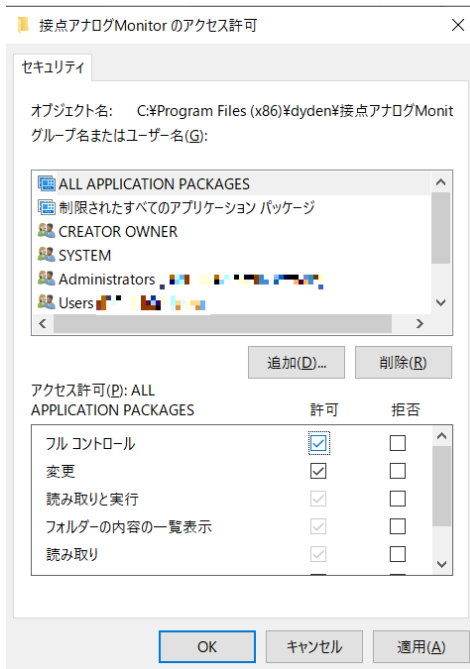 接点アナログMonitor のアクセス許可
セキュリティ
オブジェクト名: C:¥Program Files (x86)¥dyden¥接点アナログMonit
グループ名またはユーザー名(G):
ALL APPLICATION PACKAGES
制限されたすべてのアプリケーション パッケージ
CREATOR OWNER
SYSTEM
Administrators
Users
追加(D)... 削除(R)
アクセス許可(P): ALL
APPLICATION PACKAGES 許可 拒否
フル コントロール
変更
読み取りと実行
フォルダーの内容の一覧表示
読み取り
OK キャンセル 適用(A)